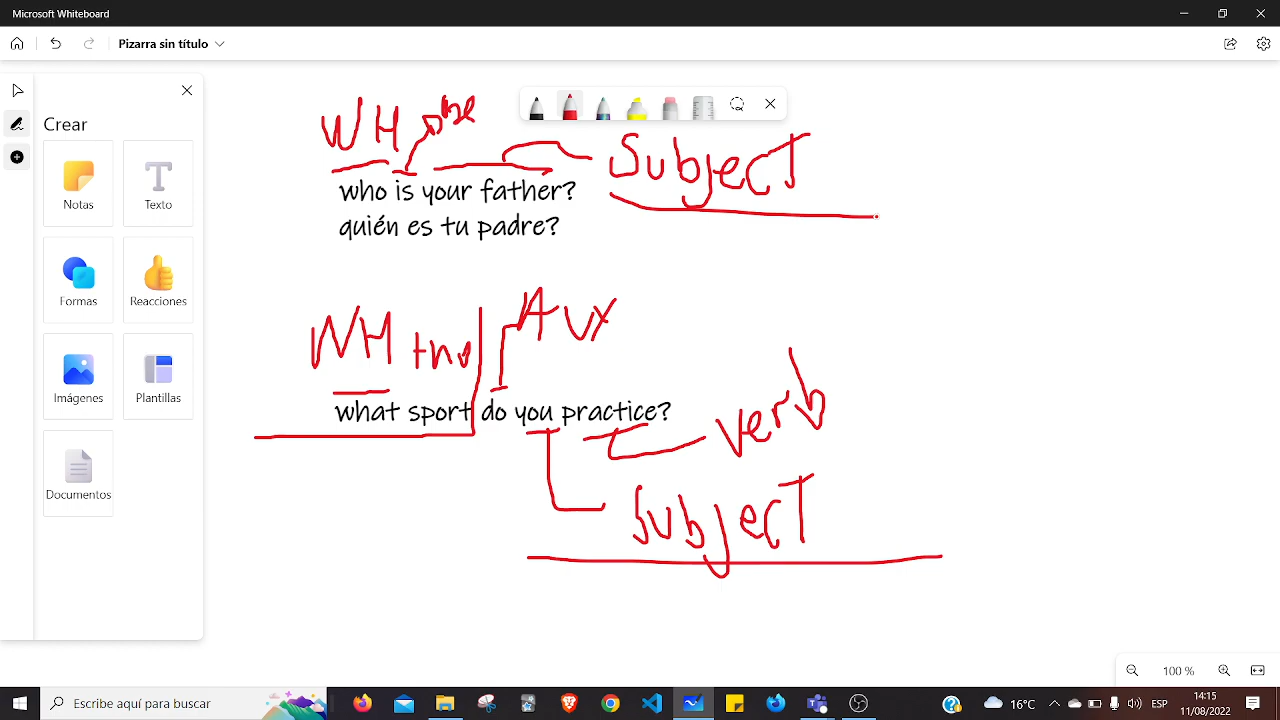 Microsoft Whiteboard
Pizarra sin título
Crear
Notas
Texto
Formas
Reacciones
Imágenes
Plantillas
Documentos
WH be
Subject
who is your father?
quién es tu padre?
WH
Aux
what sport do you practice?
verb
Subject
100 %
Escribe aquí para buscar
16°C
ESP
14:15
11/08/2022